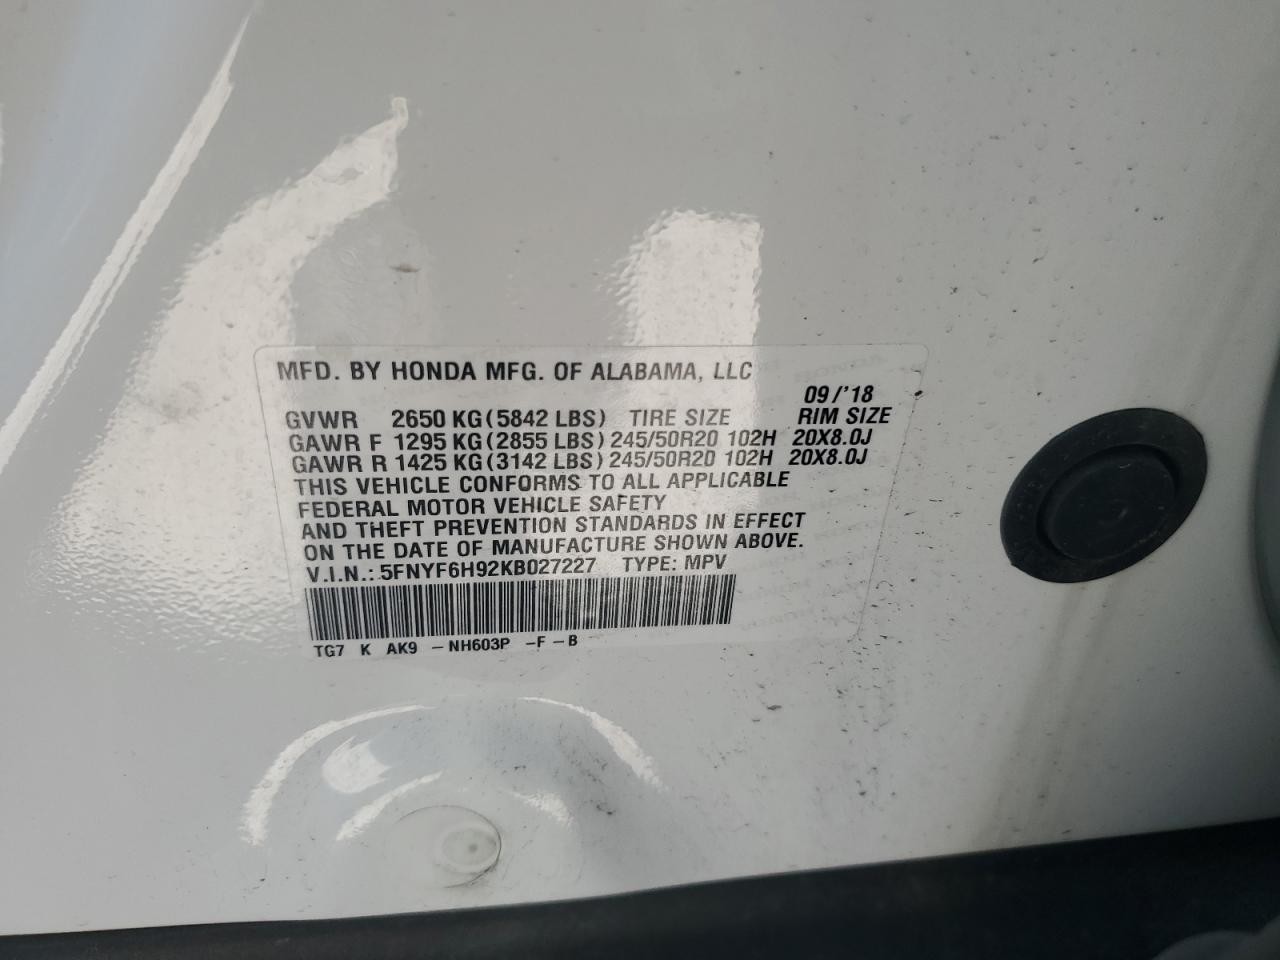 MFD. BY HONDA MFG. OF ALABAMA, LLC
09/'18
GVWR 2650 KG(5842 LBS) TIRE SIZE RIM SIZE
GAWR F 1295 KG(2855 LBS) 245/50R20 102H 20X8.0J
GAWR R 1425 KG(3142 LBS) 245/50R20 102H 20X8.0J
THIS VEHICLE CONFORMS TO ALL APPLICABLE
FEDERAL MOTOR VEHICLE SAFETY
AND THEFT PREVENTION STANDARDS IN EFFECT
ON THE DATE OF MANUFACTURE SHOWN ABOVE.
V.I.N.: 5FNYF6H92KB027227 TYPE: MPV
TG7 K AK9 -NH603P -F-B